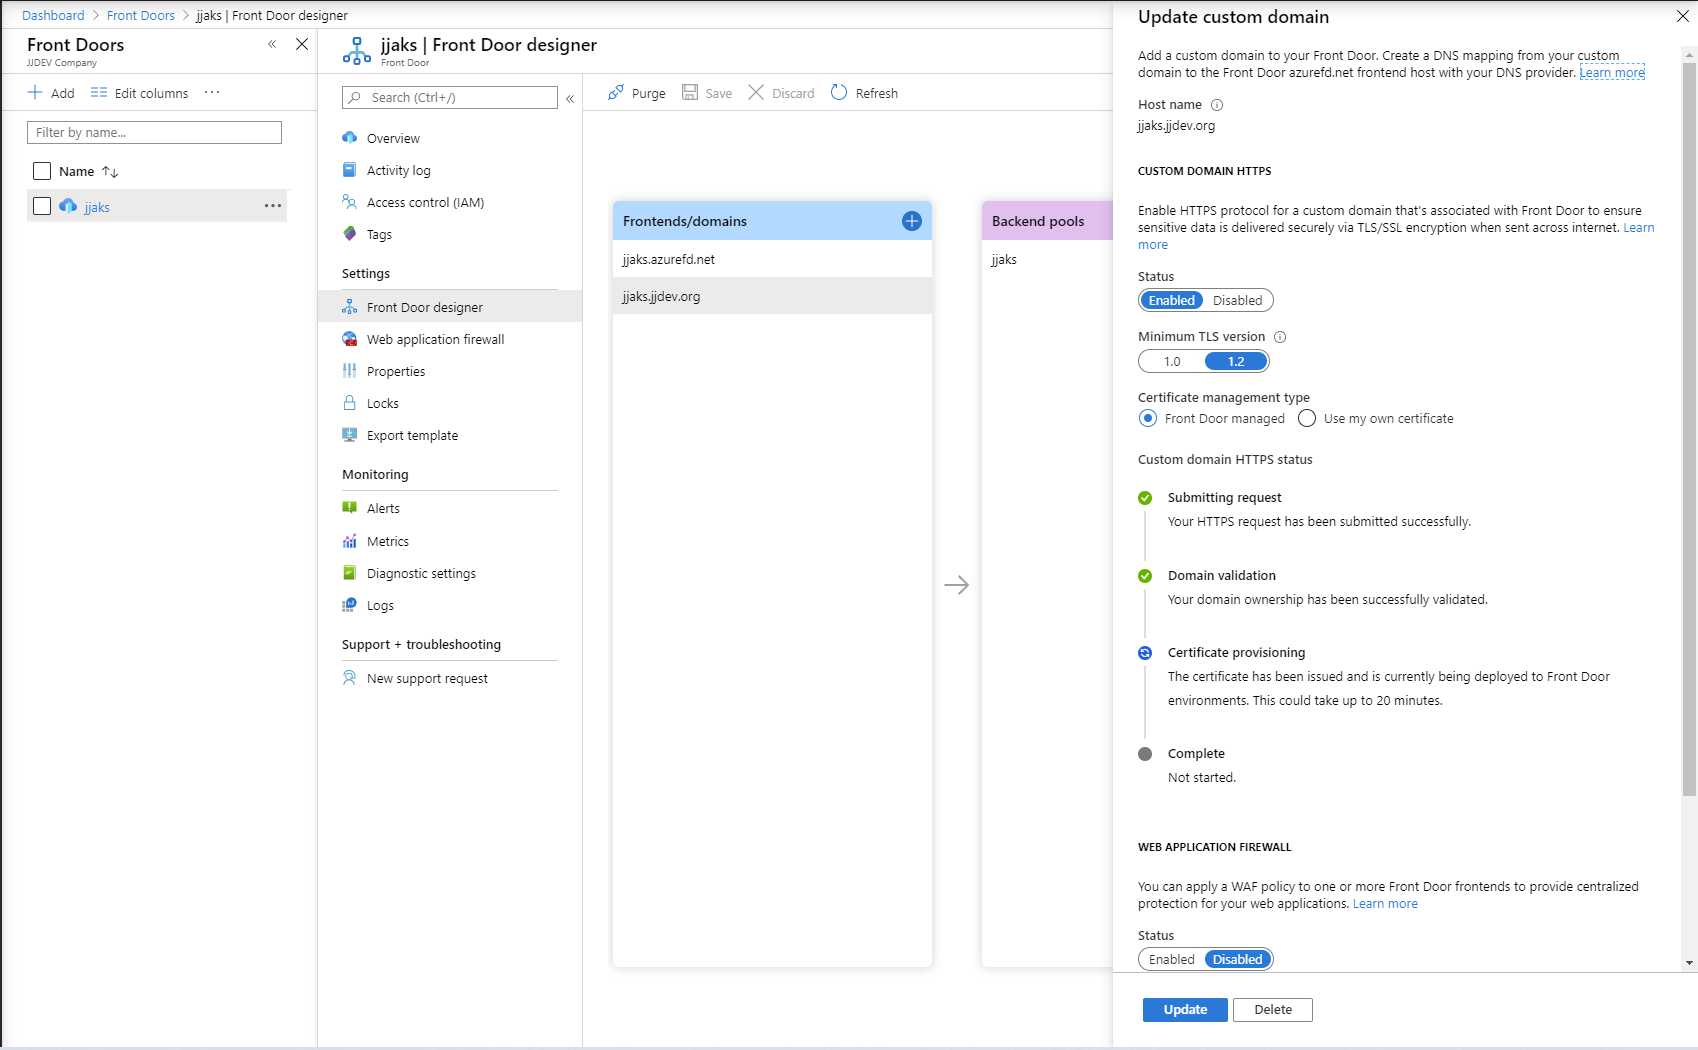 Dashboard > Front Doors > jjaks | Front Door designer
Front Doors
JJDEV Company
Add
Edit columns
Filter by name...
Name
jjaks
jjaks | Front Door designer
Front Door
Search (Ctrl+/)
Overview
Activity log
Access control (IAM)
Tags
Settings
Front Door designer
Web application firewall
Properties
Locks
Export template
Monitoring
Alerts
Metrics
Diagnostic settings
Logs
Support + troubleshooting
New support request
Purge
Save
Discard
Refresh
Frontends/domains
jjaks.azurefd.net
jjaks.jjdev.org
Backend pools
jjaks
Update custom domain
Add a custom domain to your Front Door. Create a DNS mapping from your custom
domain to the Front Door azurefd.net frontend host with your DNS provider. Learn more
Host name
jjaks.jjdev.org
CUSTOM DOMAIN HTTPS
Enable HTTPS protocol for a custom domain that's associated with Front Door to ensure
sensitive data is delivered securely via TLS/SSL encryption when sent across internet. Learn
more
Status
Enabled Disabled
Minimum TLS version
1.0 1.2
Certificate management type
Front Door managed Use my own certificate
Custom domain HTTPS status
Submitting request
Your HTTPS request has been submitted successfully.
Domain validation
Your domain ownership has been successfully validated.
Certificate provisioning
The certificate has been issued and is currently being deployed to Front Door
environments. This could take up to 20 minutes.
Complete
Not started.
WEB APPLICATION FIREWALL
You can apply a WAF policy to one or more Front Door frontends to provide centralized
protection for your web applications. Learn more
Status
Enabled Disabled
Update
Delete